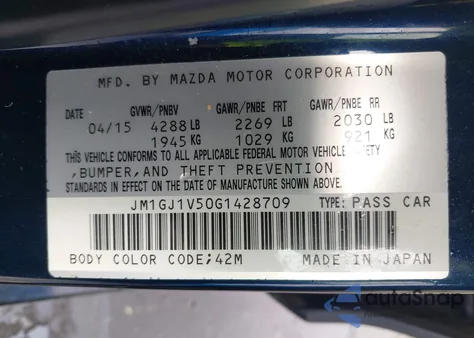 MFD. BY MAZDA MOTOR CORPORATION
GVWR/PNBV GAWR/PNBE FRT GAWR/PNBE RR
04/15 4288 LB 2269 LB 2030 LB
1945 KG 1029 KG 921 KG
THIS VEHICLE CONFORMS TO ALL APPLICABLE FEDERAL MOTOR VEHICLE SAFETY
,BUMPER,AND THEFT PREVENTION
STANDARDS IN EFFECT ON THE DATE OF MANUFACTURE SHOWN ABOVE.
JM1GJ1V50G1428709 TYPE: PASS CAR
BODY COLOR CODE;42M MADE IN JAPAN
autoSnap